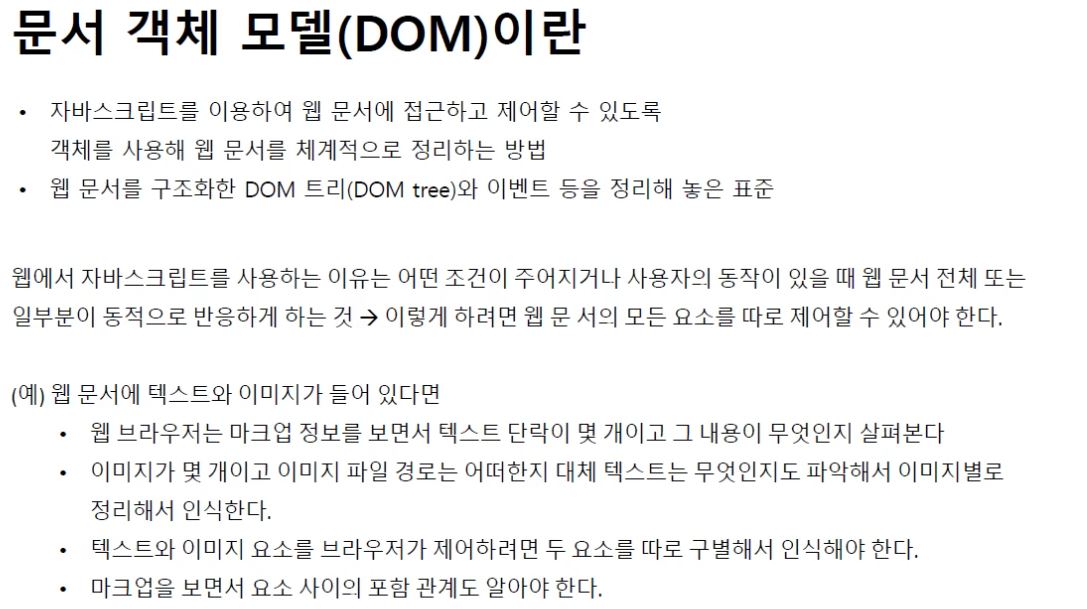 문서 객체 모델(DOM)이란
• 자바스크립트를 이용하여 웹 문서에 접근하고 제어할 수 있도록
객체를 사용해 웹 문서를 체계적으로 정리하는 방법
• 웹 문서를 구조화한 DOM 트리(DOM tree)와 이벤트 등을 정리해 놓은 표준
웹에서 자바스크립트를 사용하는 이유는 어떤 조건이 주어지거나 사용자의 동작이 있을 때 웹 문서 전체 또는
일부분이 동적으로 반응하게 하는 것 → 이렇게 하려면 웹 문 서의 모든 요소를 따로 제어할 수 있어야 한다.
(예) 웹 문서에 텍스트와 이미지가 들어 있다면
• 웹 브라우저는 마크업 정보를 보면서 텍스트 단락이 몇 개이고 그 내용이 무엇인지 살펴본다
• 이미지가 몇 개이고 이미지 파일 경로는 어떠한지 대체 텍스트는 무엇인지도 파악해서 이미지별로
정리해서 인식한다.
• 텍스트와 이미지 요소를 브라우저가 제어하려면 두 요소를 따로 구별해서 인식해야 한다.
• 마크업을 보면서 요소 사이의 포함 관계도 알아야 한다.